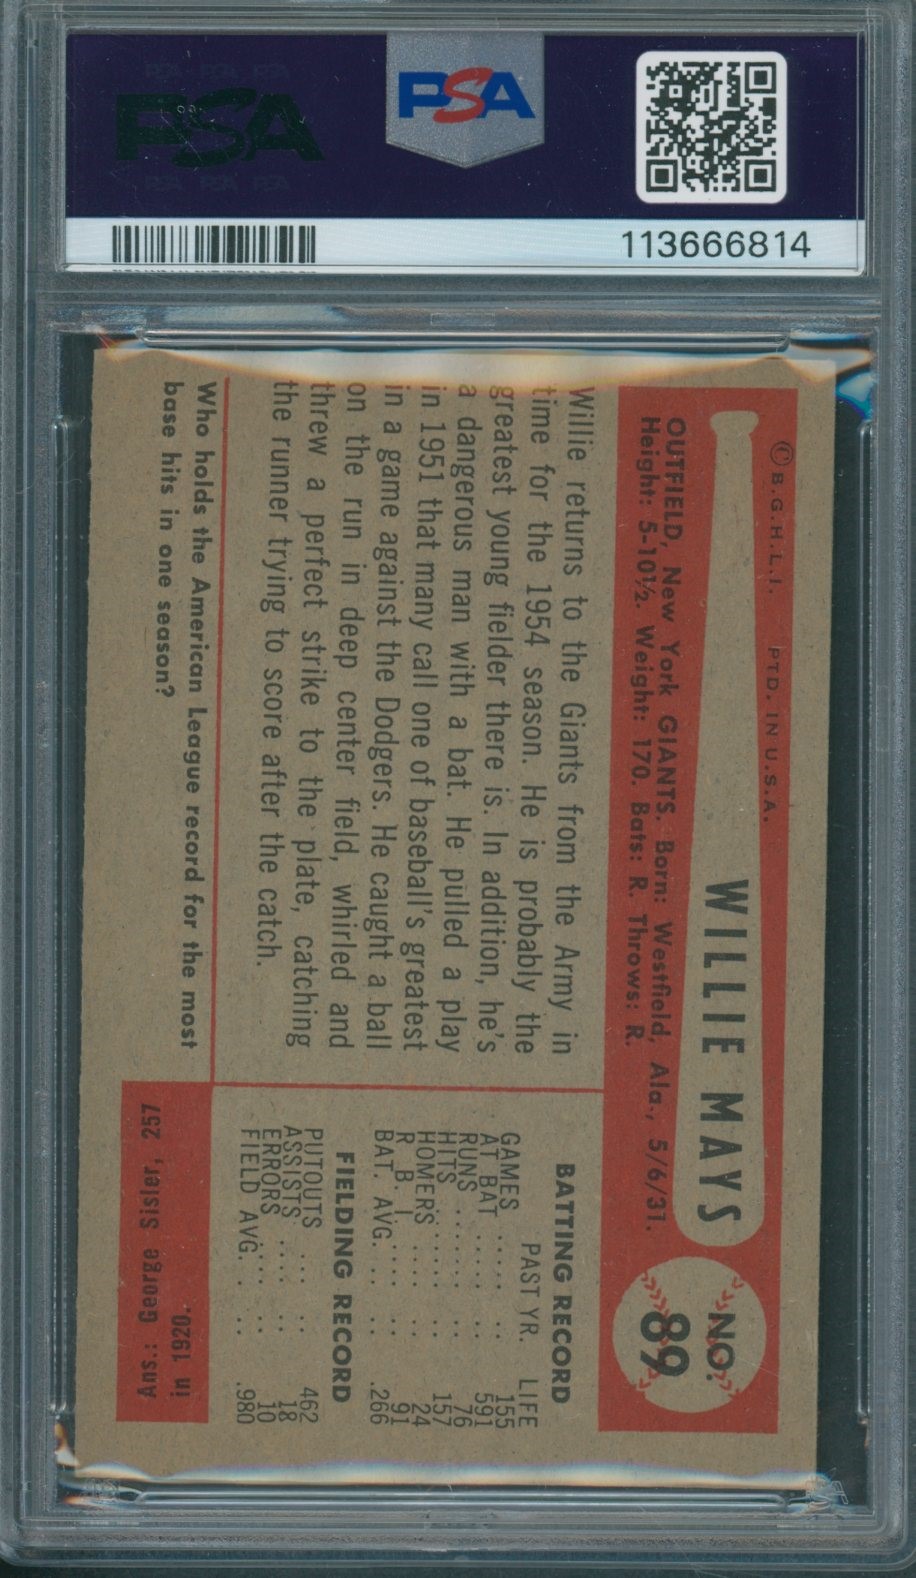 PSA
PSA
113666814
© B.G.H.L.I. PTD. IN U.S.A.
WILLIE MAYS
NO.
89
OUTFIELD, New York GIANTS. Born: Westfield, Ala., 5/6/31.
Height: 5-10½. Weight: 170. Bats: R. Throws: R.
Willie returns to the Giants from the Army in
time for the 1954 season. He is probably the
greatest young fielder there is. In addition, he's
a dangerous man with a bat. He pulled a play
in 1951 that many call one of baseball's greatest
in a game against the Dodgers. He caught a ball
on the run in deep center field, whirled and
threw a perfect strike to the plate, catching
the runner trying to score after the catch.
BATTING RECORD
PAST YR. LIFE
GAMES ..... .. 155
AT BAT ..... .. 591
RUNS ...... .. 76
HITS ...... .. 157
HOMERS .... .. 24
R. B. I. ..... .. 91
BAT. AVG. .. .. .266
FIELDING RECORD
PUTOUTS ... .. 462
ASSISTS .... .. 18
ERRORS .... .. 10
FIELD AVG. .. .. .980
Who holds the American League record for the most
base hits in one season?
Ans.: George Sisler, 257
in 1920.